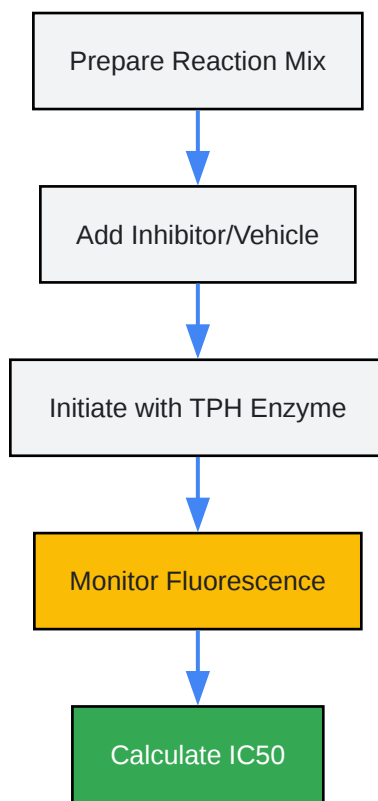 Prepare Reaction Mix
Add Inhibitor/Vehicle
Initiate with TPH Enzyme
Monitor Fluorescence
Calculate IC50